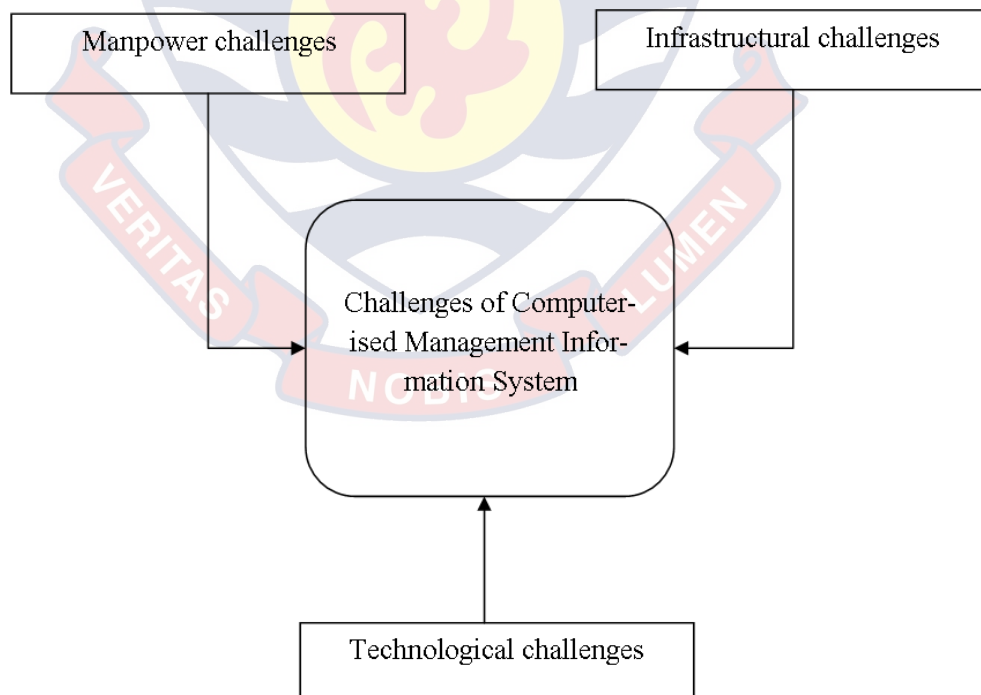 Manpower challenges
Infrastructural challenges
VERITAS
NOBIS
LUMEN
Challenges of Computer-
ised Management Infor-
mation System
Technological challenges